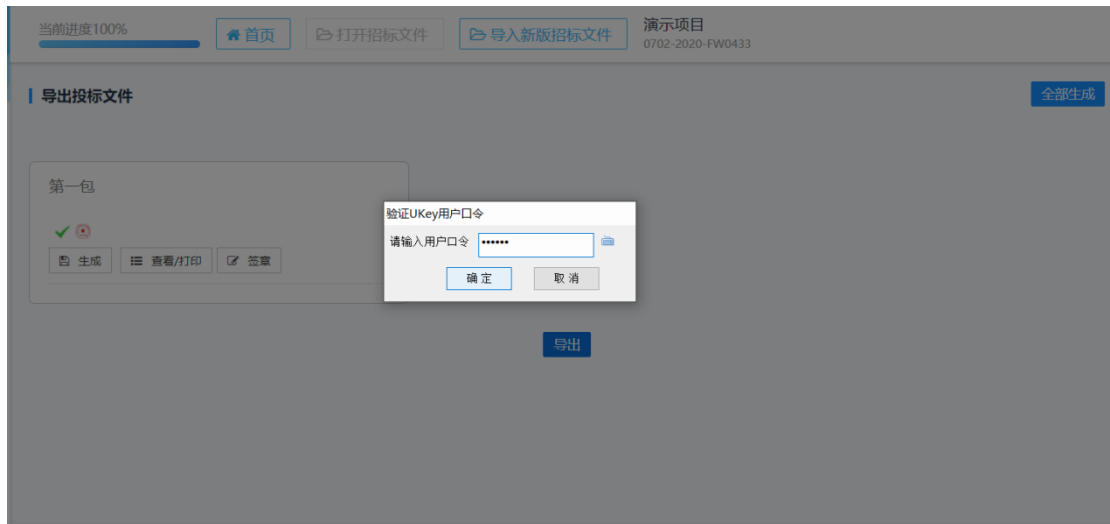 当前进度100%
首页
打开招标文件
导入新版招标文件
演示项目
0702-2020-FW0433
导出投标文件
全部生成
第一包
生成
查看/打印
签章
验证UKey用户口令
请输入用户口令
••••••
确定
取消
导出